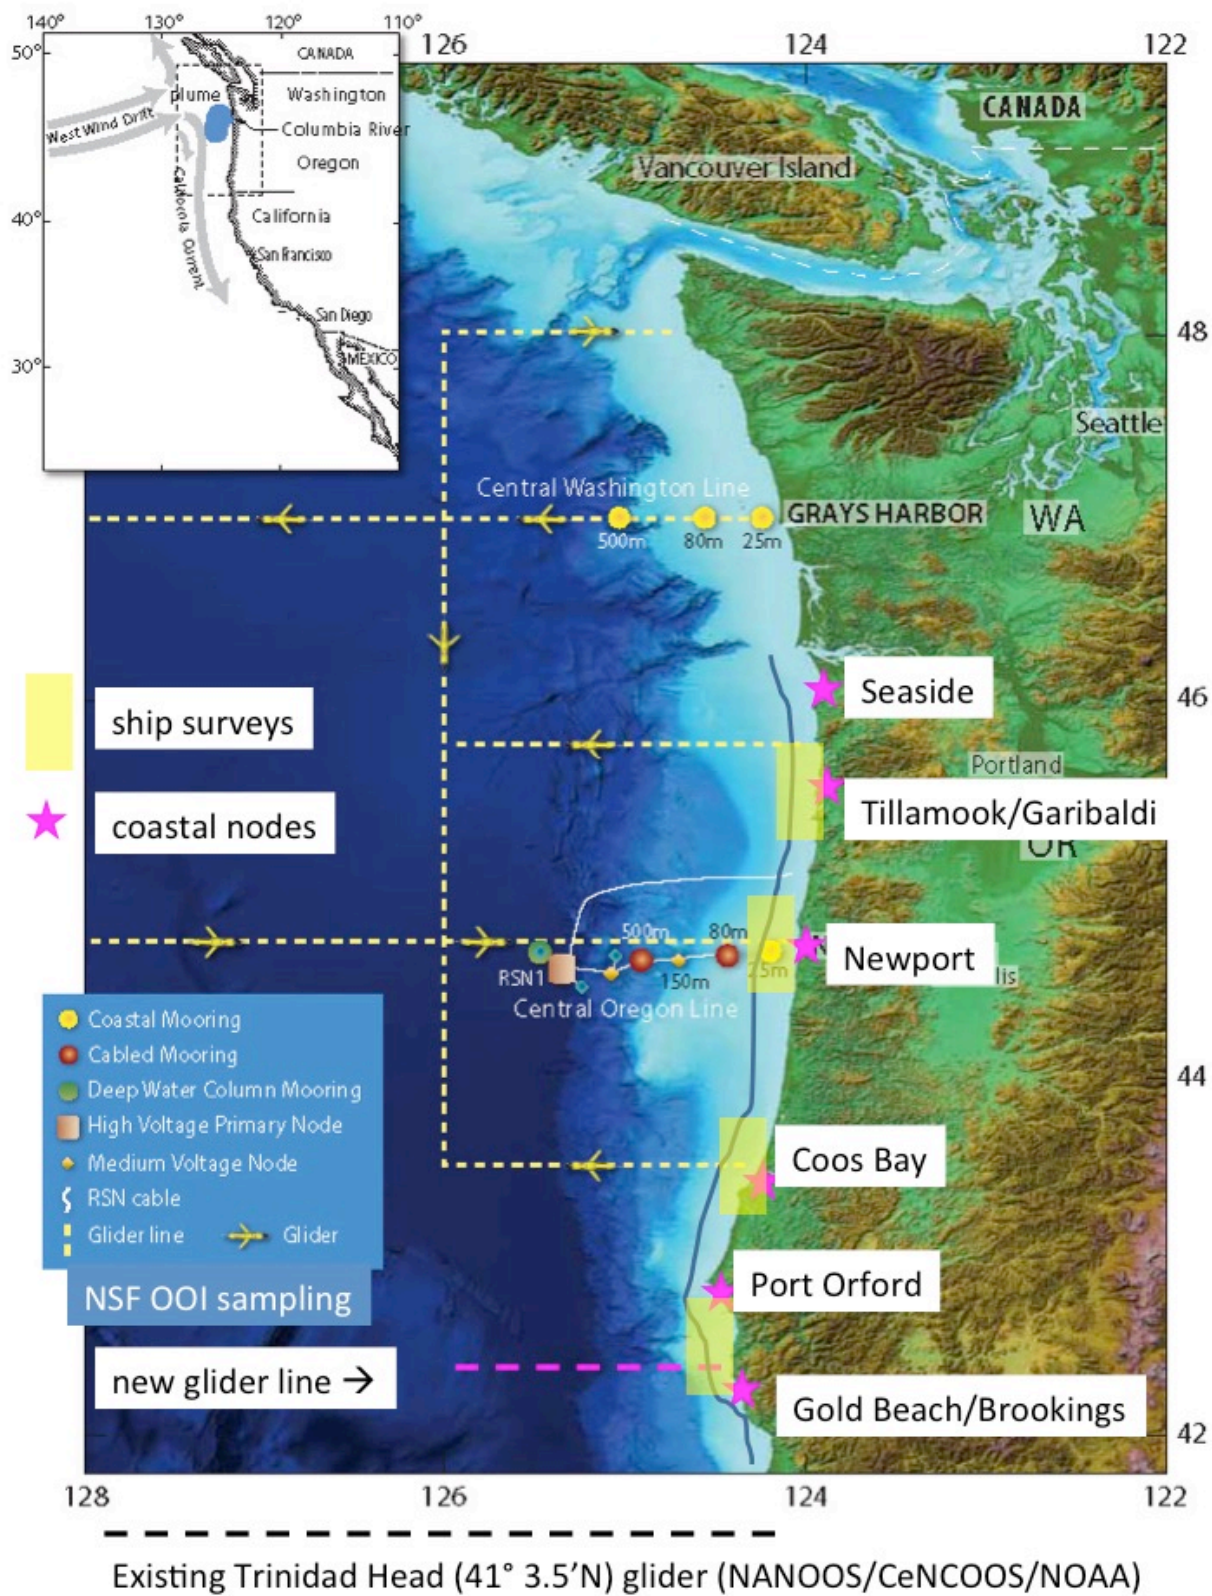 140°
130°
120°
110°
50°
40°
30°
CANADA
Washington
plume
West Wind Drift
Columbia River
Oregon
California Current
California
San Francisco
San Diego
MEXICO
126
124
122
CANADA
Vancouver Island
48
Seattle
Central Washington Line
GRAYS HARBOR
WA
500m
80m
25m
46
Seaside
ship surveys
Portland
coastal nodes
Tillamook/Garibaldi
OR
500m
80m
Newport
lis
RSN1
150m
25m
Central Oregon Line
Coastal Mooring
Cabled Mooring
Deep Water Column Mooring
High Voltage Primary Node
Medium Voltage Node
RSN cable
Glider line
Glider
44
Coos Bay
NSF OOI sampling
Port Orford
new glider line →
Gold Beach/Brookings
42
128
126
124
122
Existing Trinidad Head (41° 3.5’N) glider (NANOOS/CeNCOOS/NOAA)